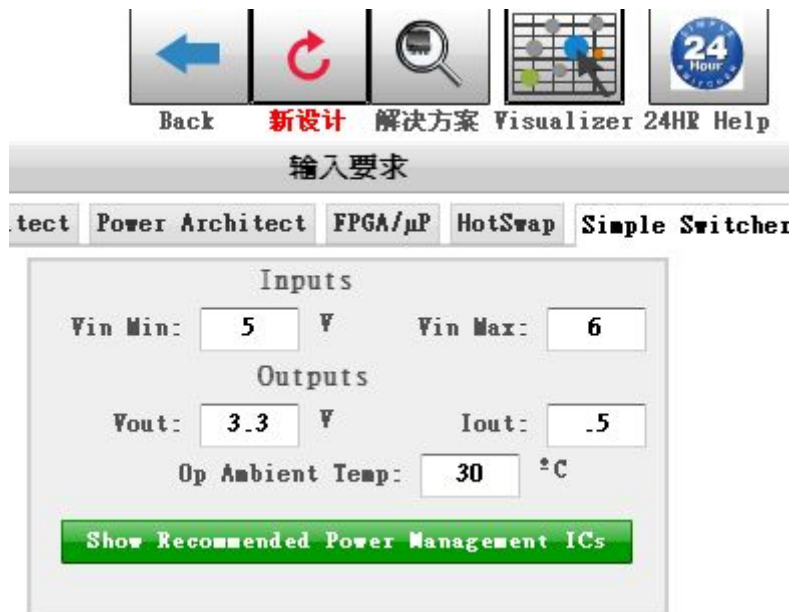 24
Hour
Back 新设计 解决方案 Visualizer 24HR Help
输入要求
tect Power Architect FPGA/µP HotSwap Simple Switcher
Inputs
Vin Min: 5 V Vin Max: 6
Outputs
Vout: 3.3 V Iout: .5
Op Ambient Temp: 30 °C
Show Recommended Power Management ICs